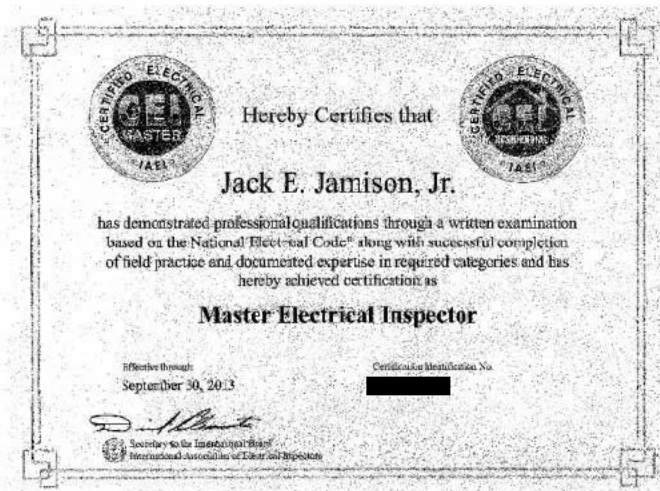 CERTIFIED ELECTRICAL
CEI
MASTER
IAEI
CERTIFIED ELECTRICAL
CEI
RESIDENTIAL
IAEI
Hereby Certifies that
Jack E. Jamison, Jr.
has demonstrated professional qualifications through a written examination
based on the National Electrical Code® along with successful completion
of field practice and documented expertise in required categories and has
hereby achieved certification as
Master Electrical Inspector
Effective through
September 30, 2013
Certification Identification No.
Secretary to the International Board
International Association of Electrical Inspectors